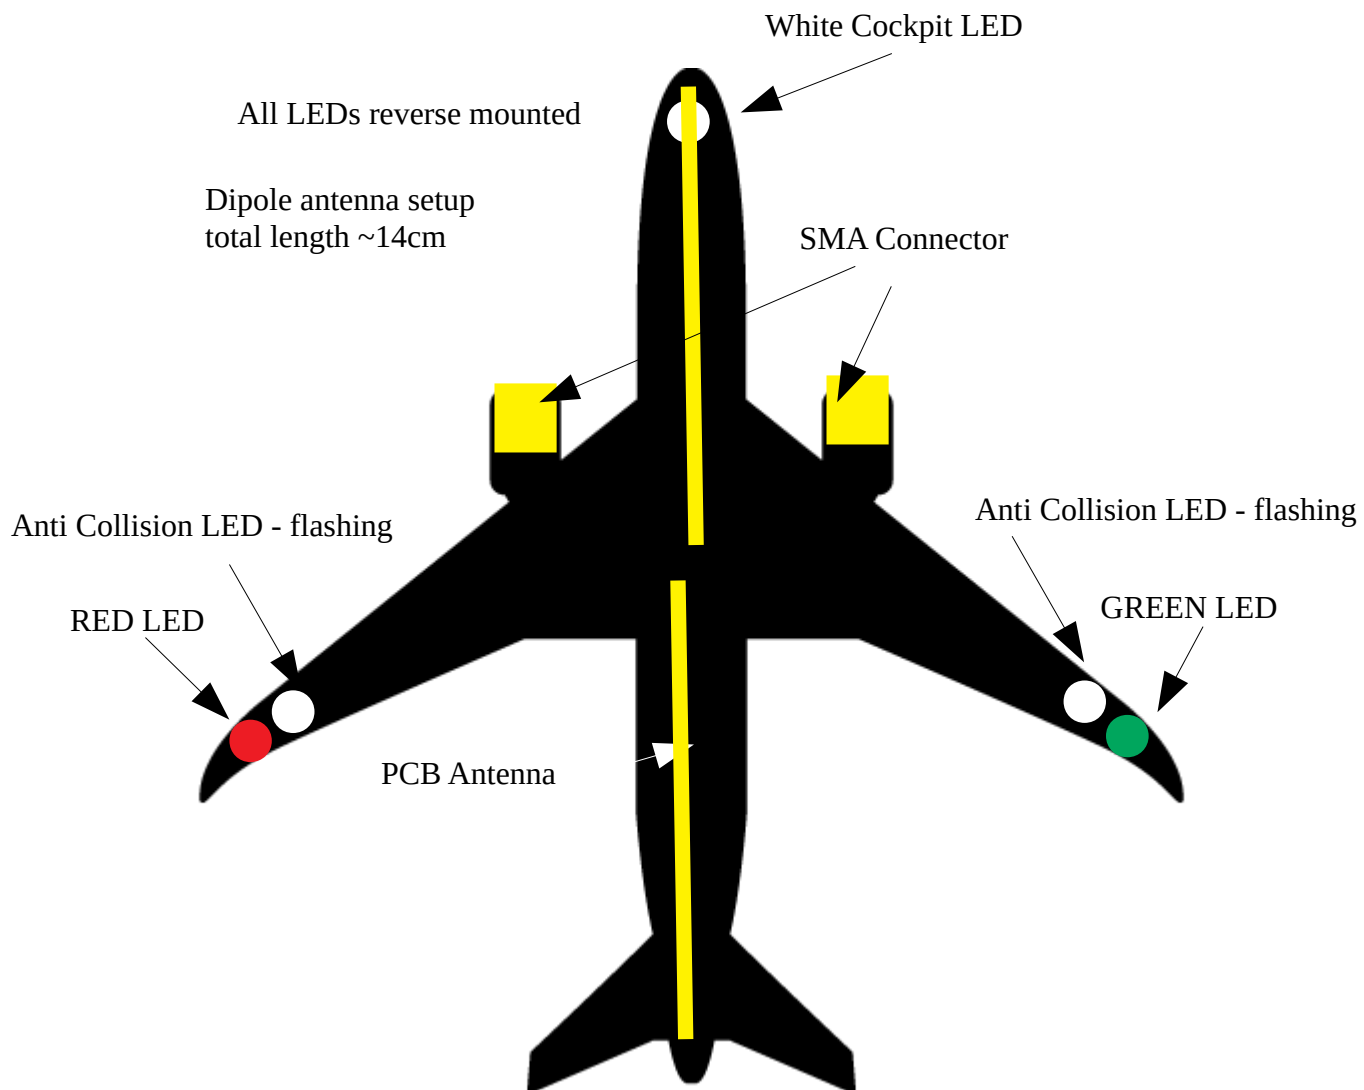 White Cockpit LED
All LEDs reverse mounted
Dipole antenna setup
total length ~14cm
SMA Connector
Anti Collision LED - flashing
Anti Collision LED - flashing
RED LED
GREEN LED
PCB Antenna